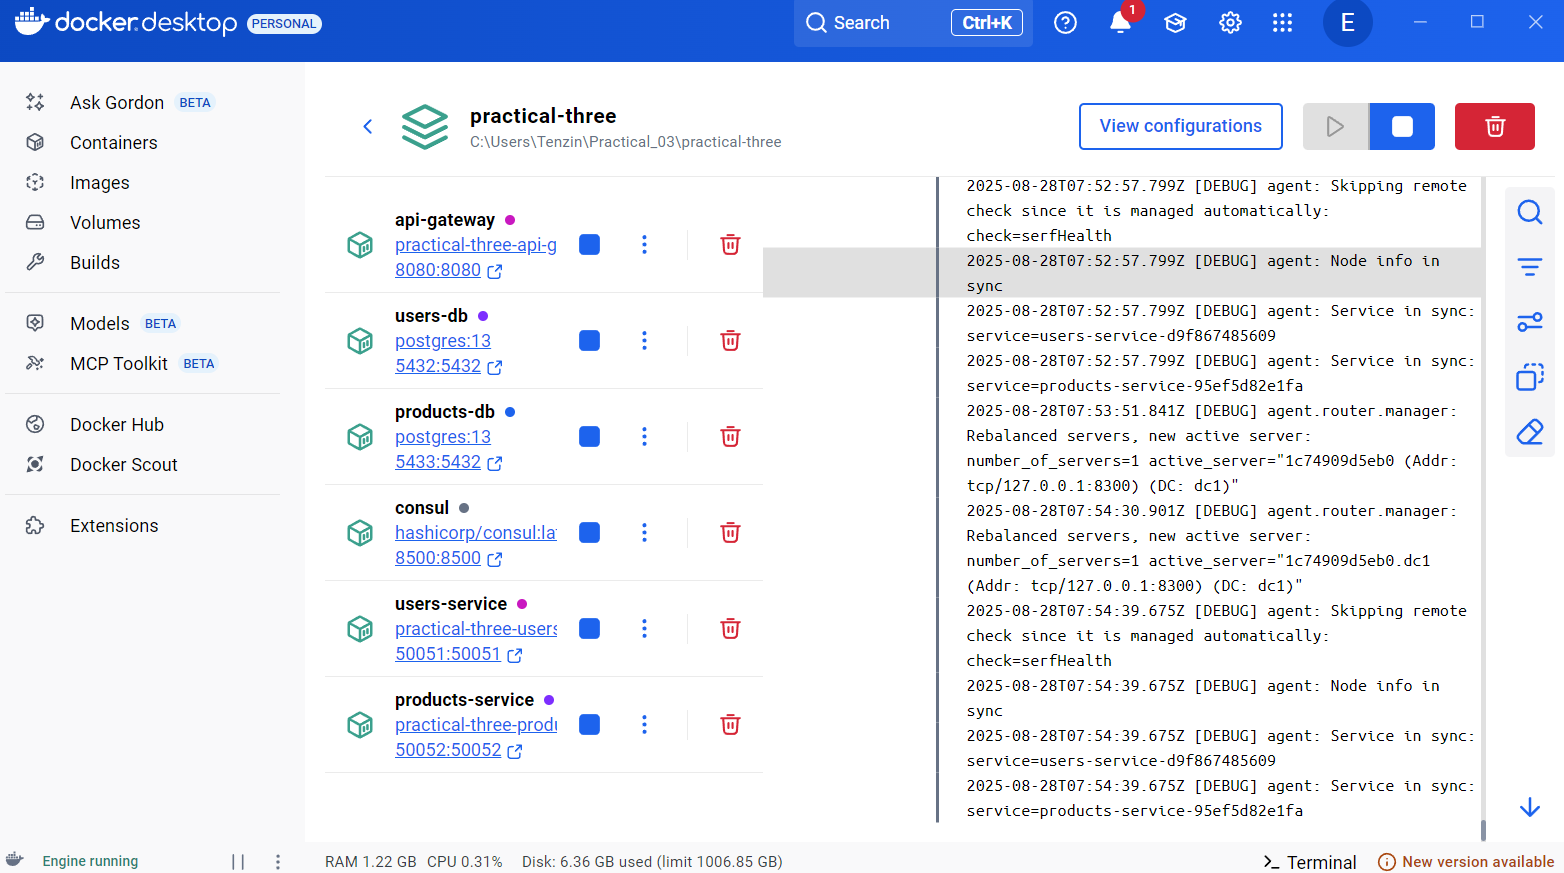 docker.desktop PERSONAL
Search Ctrl+K
1
E
Ask Gordon BETA
Containers
Images
Volumes
Builds
Models BETA
MCP Toolkit BETA
Docker Hub
Docker Scout
Extensions
practical-three
C:\Users\Tenzin\Practical_03\practical-three
View configurations
api-gateway
practical-three-api-g
8080:8080
users-db
postgres:13
5432:5432
products-db
postgres:13
5433:5432
consul
hashicorp/consul:la
8500:8500
users-service
practical-three-users
50051:50051
products-service
practical-three-produ
50052:50052
2025-08-28T07:52:57.799Z [DEBUG] agent: Skipping remote
check since it is managed automatically:
check=serfHealth
2025-08-28T07:52:57.799Z [DEBUG] agent: Node info in
sync
2025-08-28T07:52:57.799Z [DEBUG] agent: Service in sync:
service=users-service-d9f867485609
2025-08-28T07:52:57.799Z [DEBUG] agent: Service in sync:
service=products-service-95ef5d82e1fa
2025-08-28T07:53:51.841Z [DEBUG] agent.router.manager:
Rebalanced servers, new active server:
number_of_servers=1 active_server="1c74909d5eb0 (Addr:
tcp/127.0.0.1:8300) (DC: dc1)"
2025-08-28T07:54:30.901Z [DEBUG] agent.router.manager:
Rebalanced servers, new active server:
number_of_servers=1 active_server="1c74909d5eb0.dc1
(Addr: tcp/127.0.0.1:8300) (DC: dc1)"
2025-08-28T07:54:39.675Z [DEBUG] agent: Skipping remote
check since it is managed automatically:
check=serfHealth
2025-08-28T07:54:39.675Z [DEBUG] agent: Node info in
sync
2025-08-28T07:54:39.675Z [DEBUG] agent: Service in sync:
service=users-service-d9f867485609
2025-08-28T07:54:39.675Z [DEBUG] agent: Service in sync:
service=products-service-95ef5d82e1fa
Engine running
RAM 1.22 GB CPU 0.31% Disk: 6.36 GB used (limit 1006.85 GB)
Terminal
New version available